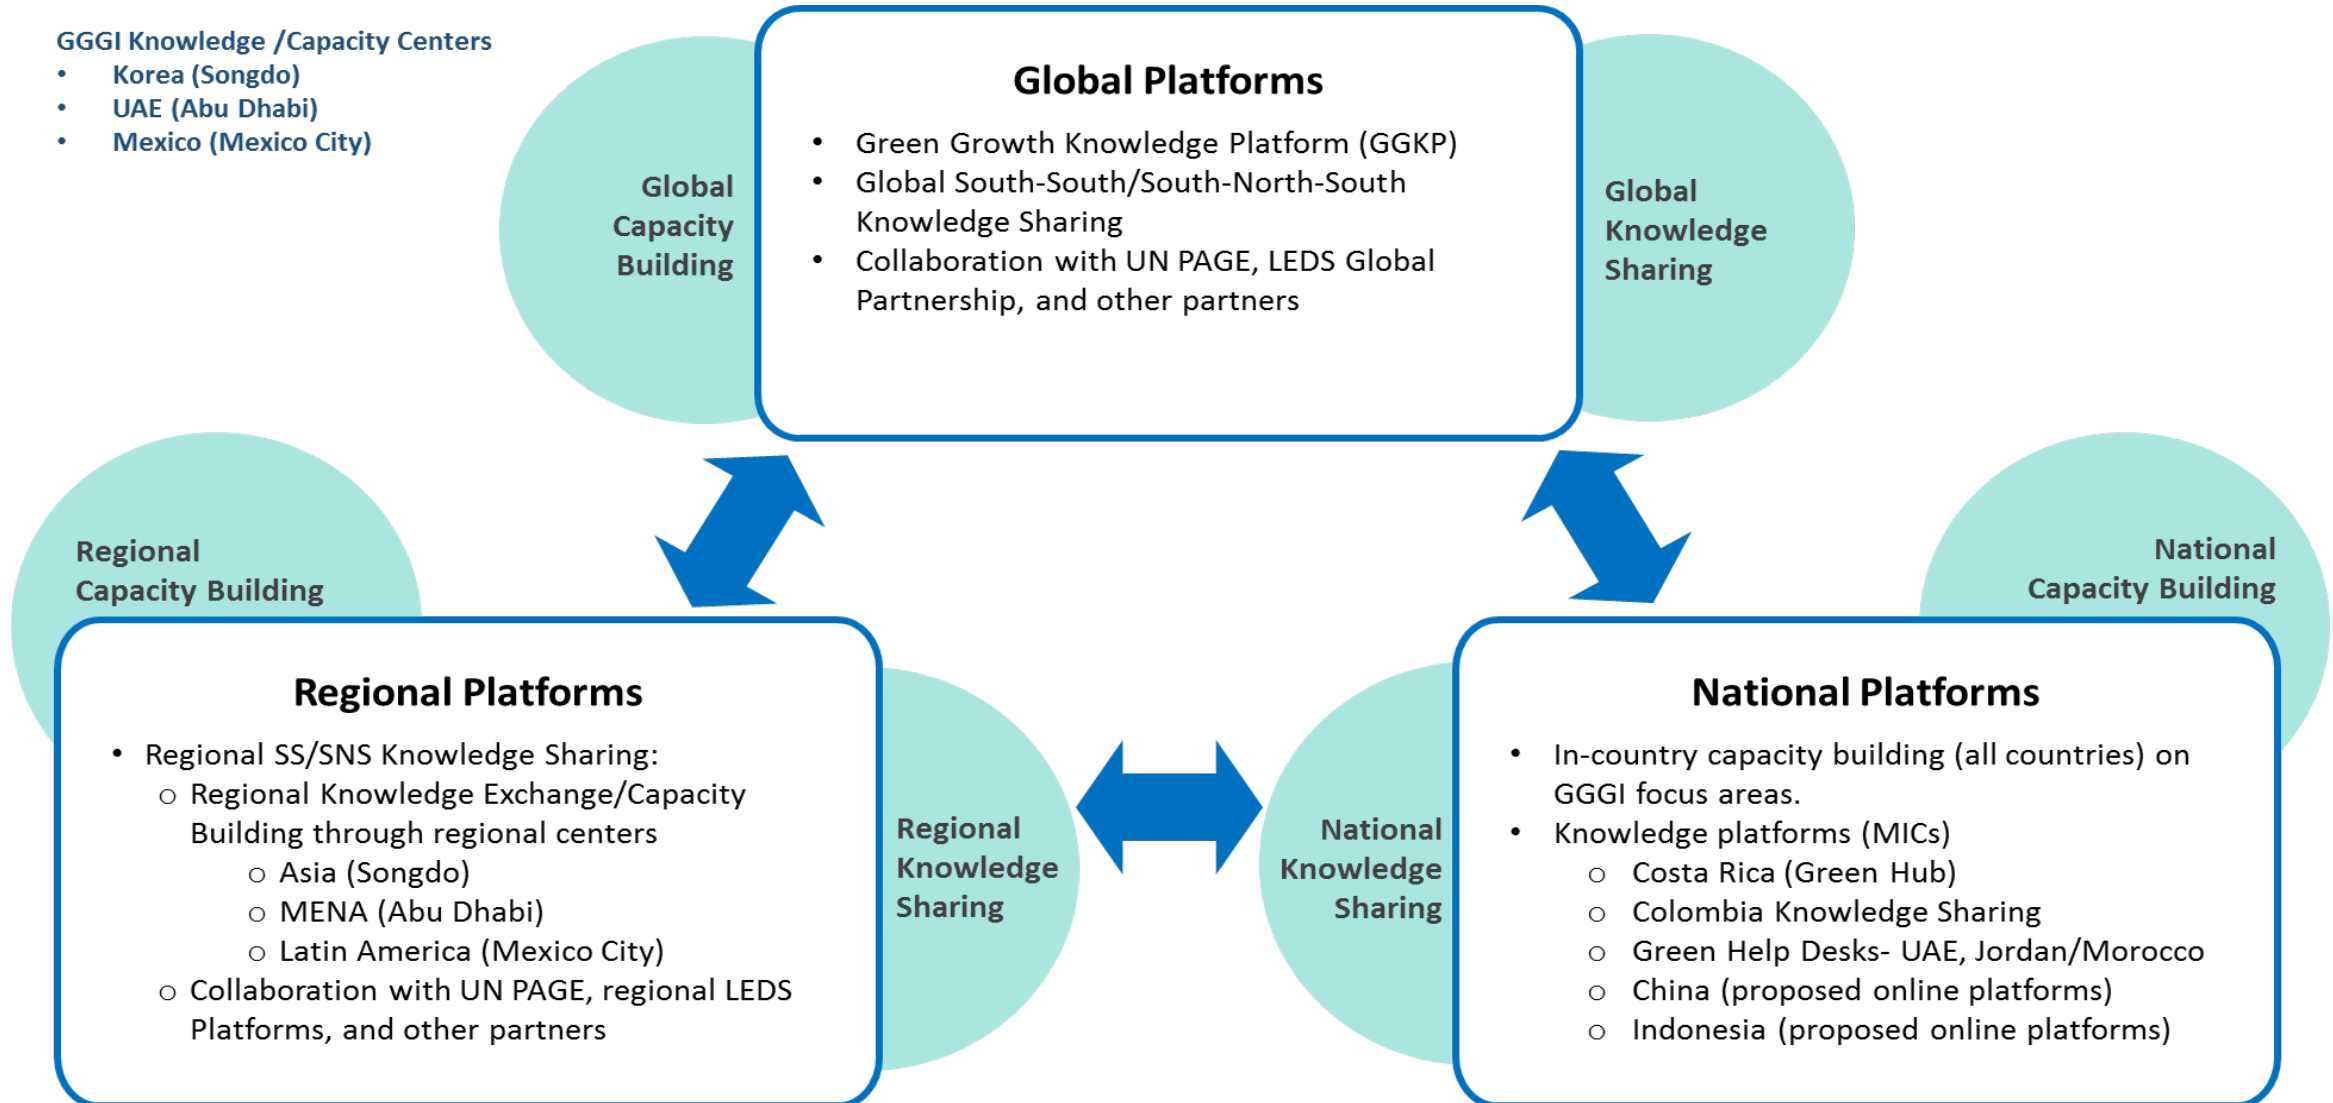 GGGI Knowledge /Capacity Centers
• Korea (Songdo)
• UAE (Abu Dhabi)
• Mexico (Mexico City)
Global
Capacity
Building
Global Platforms
• Green Growth Knowledge Platform (GGKP)
• Global South-South/South-North-South
Knowledge Sharing
• Collaboration with UN PAGE, LEDS Global
Partnership, and other partners
Global
Knowledge
Sharing
Regional
Capacity Building
Regional Platforms
• Regional SS/SNS Knowledge Sharing:
o Regional Knowledge Exchange/Capacity
Building through regional centers
o Asia (Songdo)
o MENA (Abu Dhabi)
o Latin America (Mexico City)
o Collaboration with UN PAGE, regional LEDS
Platforms, and other partners
Regional
Knowledge
Sharing
National
Knowledge
Sharing
National
Capacity Building
National Platforms
• In-country capacity building (all countries) on
GGGI focus areas.
• Knowledge platforms (MICs)
o Costa Rica (Green Hub)
o Colombia Knowledge Sharing
o Green Help Desks- UAE, Jordan/Morocco
o China (proposed online platforms)
o Indonesia (proposed online platforms)